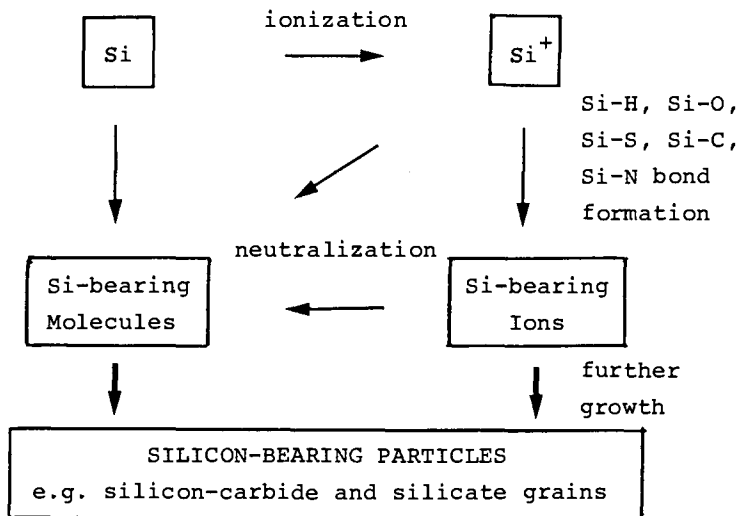 ionization
Si
Si+
Si-H, Si-O,
Si-S, Si-C,
Si-N bond
formation
neutralization
Si-bearing
Molecules
Si-bearing
Ions
further
growth
SILICON-BEARING PARTICLES
e.g. silicon-carbide and silicate grains